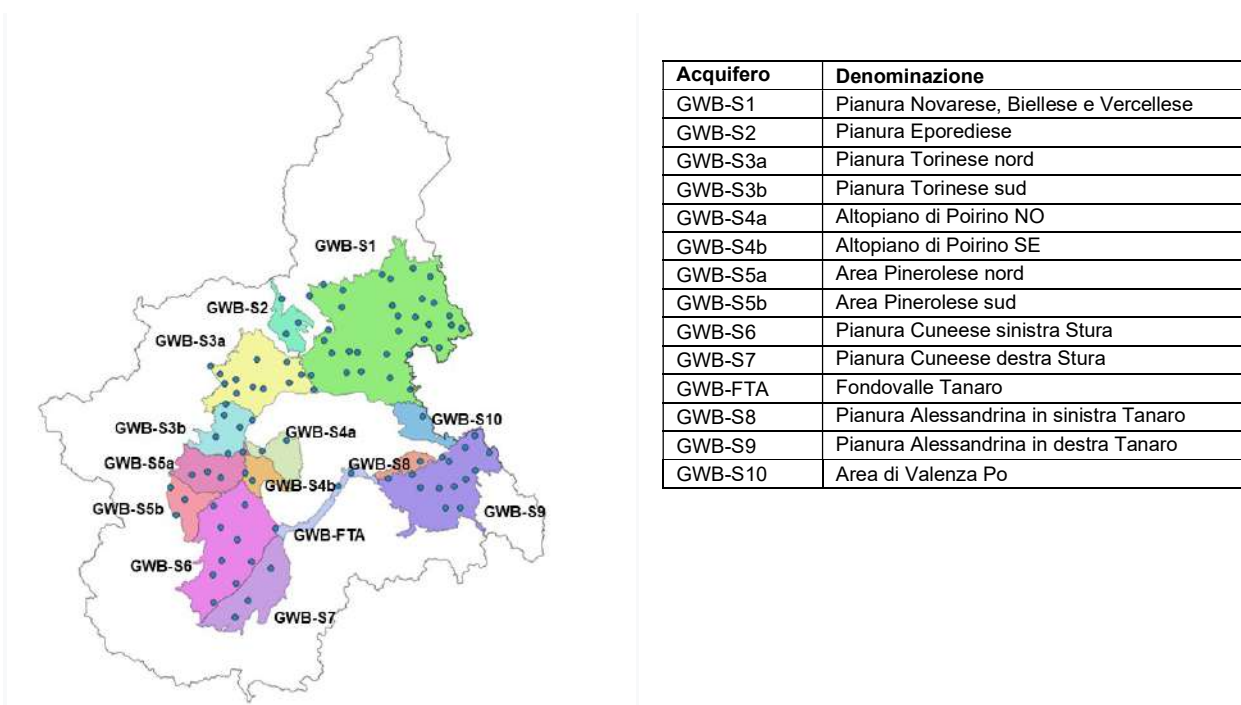 GWB-S1
GWB-S2
GWB-S3a
GWB-S10
GWB-S3b
GWB-S4a
GWB-S5a
GWB-S8
GWB-S4b
GWB-S5b
GWB-S9
GWB-FTA
GWB-S6
GWB-S7
Acquifero Denominazione
GWB-S1 Pianura Novarese, Biellese e Vercellese
GWB-S2 Pianura Eporediese
GWB-S3a Pianura Torinese nord
GWB-S3b Pianura Torinese sud
GWB-S4a Altopiano di Poirino NO
GWB-S4b Altopiano di Poirino SE
GWB-S5a Area Pinerolese nord
GWB-S5b Area Pinerolese sud
GWB-S6 Pianura Cuneese sinistra Stura
GWB-S7 Pianura Cuneese destra Stura
GWB-FTA Fondovalle Tanaro
GWB-S8 Pianura Alessandrina in sinistra Tanaro
GWB-S9 Pianura Alessandrina in destra Tanaro
GWB-S10 Area di Valenza Po